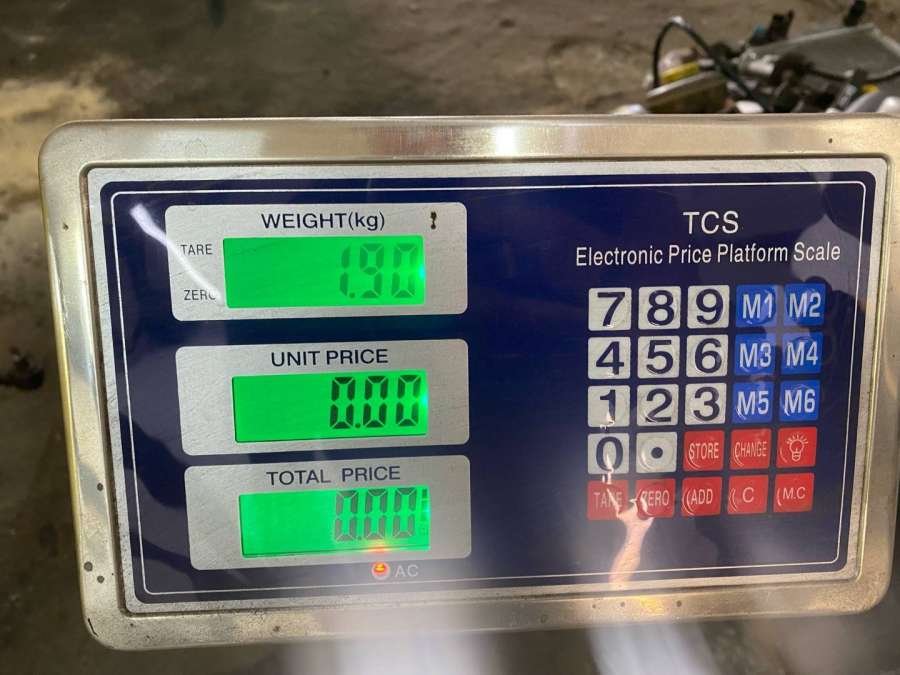 WEIGHT(kg)
TARE
1.90
ZERO
UNIT PRICE
0.00
TOTAL PRICE
0.00
AC
TCS
Electronic Price Platform Scale
7 8 9 M1 M2
4 5 6 M3 M4
1 2 3 M5 M6
0 • STORE CHANGE
TARE ZERO ADD C M.C